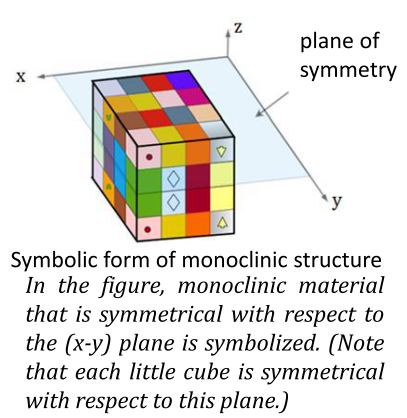 z
x
plane of
symmetry
y
Symbolic form of monoclinic structure
In the figure, monoclinic material
that is symmetrical with respect to
the (x-y) plane is symbolized. (Note
that each little cube is symmetrical
with respect to this plane.)